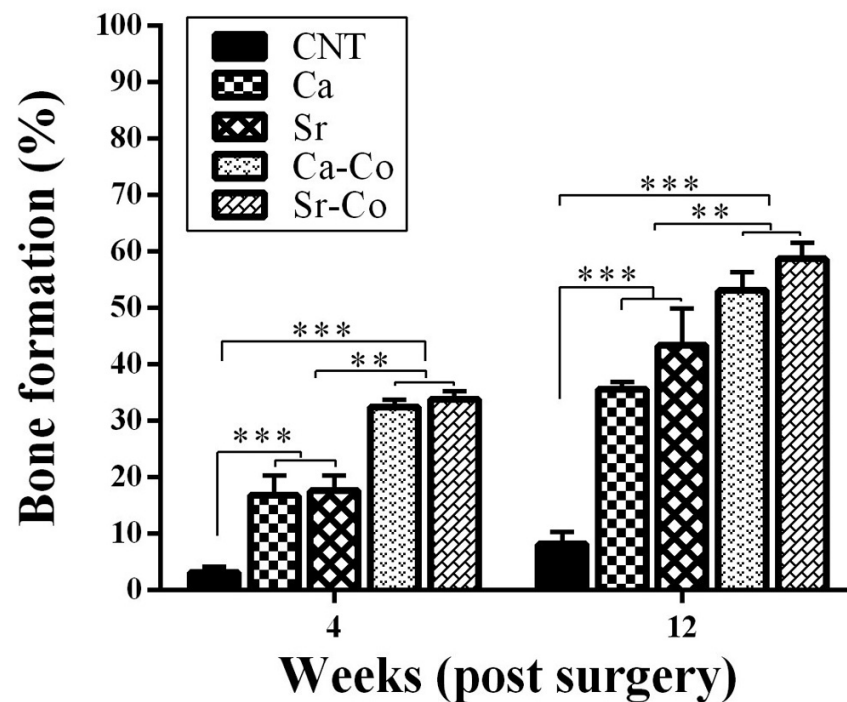 Bone formation (%)
100
90
80
70
60
50
40
30
20
10
0
CNT
Ca
Sr
Ca-Co
Sr-Co
***
**
***
***
**
***
4
12
Weeks (post surgery)